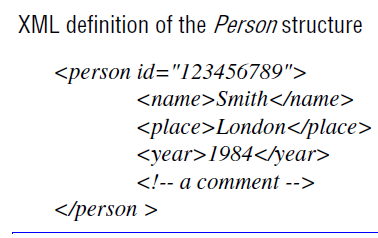 XML definition of the Person structure
<person id="123456789">
<name>Smith</name>
<place>London</place>
<year>1984</year>
<!-- a comment -->
</person >